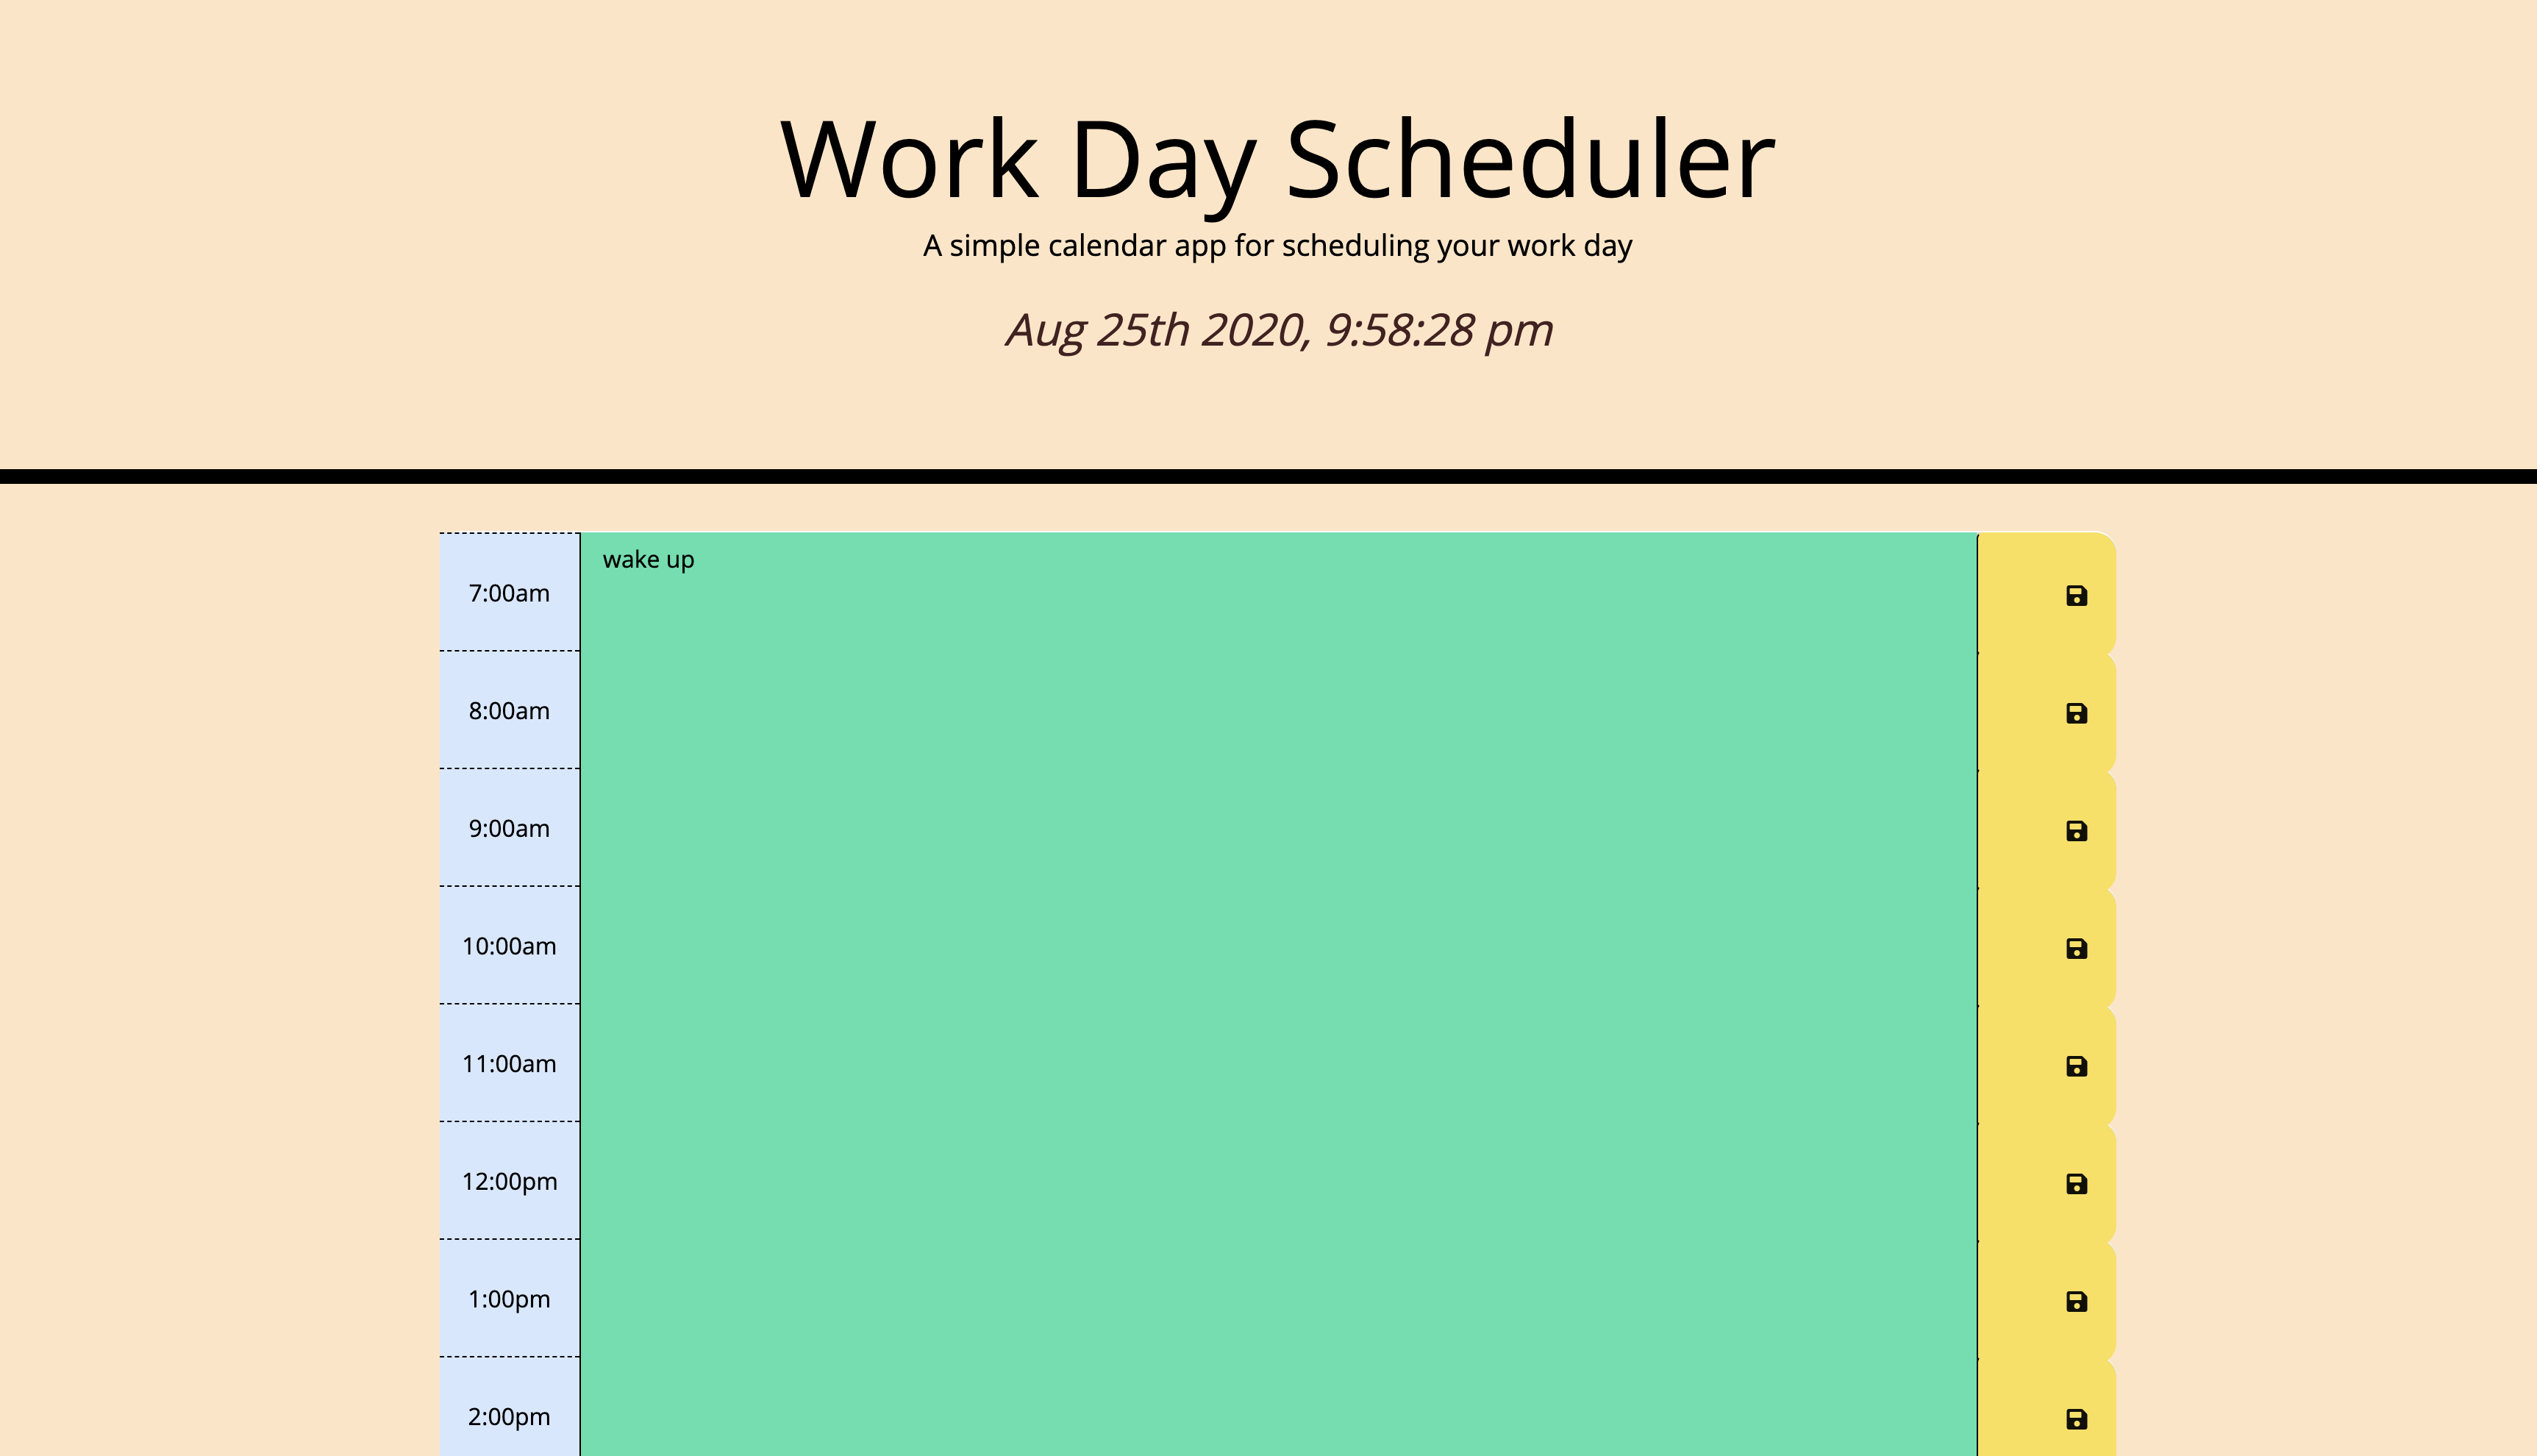 Work Day Scheduler
A simple calendar app for scheduling your work day
Aug 25th 2020, 9:58:28 pm
wake up
7:00am
8:00am
9:00am
10:00am
11:00am
12:00pm
1:00pm
2:00pm